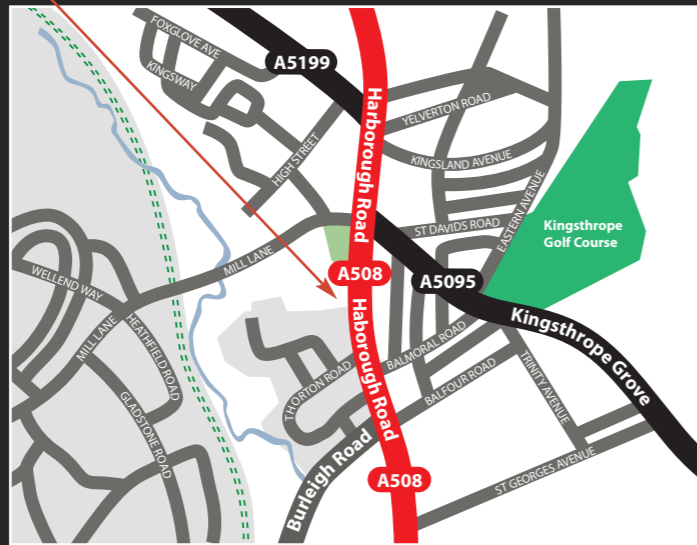 FOXGLOVE AVE
A5199
KINGSWAY
Harborough Road
YELVERTON ROAD
HIGH STREET
KINGSLAND AVENUE
EASTERN AVENUE
ST DAVIDS ROAD
Kingsthrope
Golf Course
MILL LANE
WELLEND WAY
A508
A5095
Kingsthrope Grove
MILL LANE
HEATHFIELD ROAD
Haborough Road
THORTON ROAD
BALMORAL ROAD
BALFOUR ROAD
TRINITY AVENUE
GLADSTONE ROAD
Burleigh Road
A508
ST GEORGES AVENUE